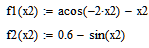 f1(x2) := acos(-2·x2) − x2
f2(x2) := 0.6 − sin(x2)